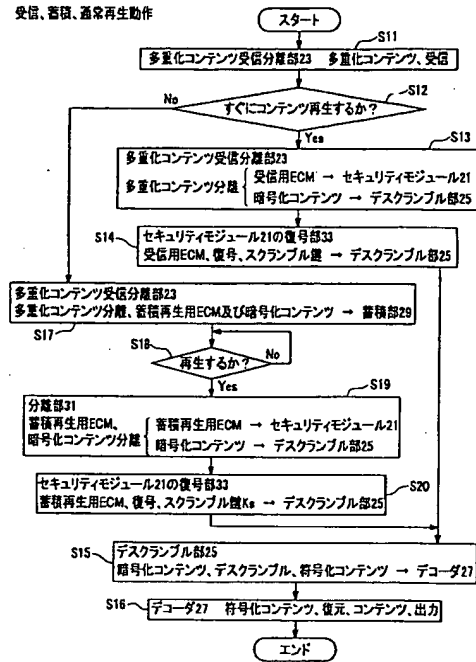 受信、蓄積、通常再生動作
スタート
S11
多重化コンテンツ受信分離部23 多重化コンテンツ、受信
S12
すぐにコンテンツ再生するか?
No
Yes
S13
多重化コンテンツ受信分離部23
多重化コンテンツ分離
受信用ECM → セキュリティモジュール21
暗号化コンテンツ → デスクランブル部25
S14
セキュリティモジュール21の復号部33
受信用ECM、復号、スクランブル鍵 → デスクランブル部25
多重化コンテンツ受信分離部23
多重化コンテンツ分離、蓄積再生用ECM及び暗号化コンテンツ → 蓄積部29
S17
S18
再生するか?
No
Yes
S19
分離部31
蓄積再生用ECM、
暗号化コンテンツ分離
蓄積再生用ECM → セキュリティモジュール21
暗号化コンテンツ → デスクランブル部25
セキュリティモジュール21の復号部33
蓄積再生用ECM、復号、スクランブル鍵Ks → デスクランブル部25
S20
S15
デスクランブル部25
暗号化コンテンツ、デスクランブル、符号化コンテンツ → デコーダ27
S16
デコーダ27 符号化コンテンツ、復元、コンテンツ、出力
エンド